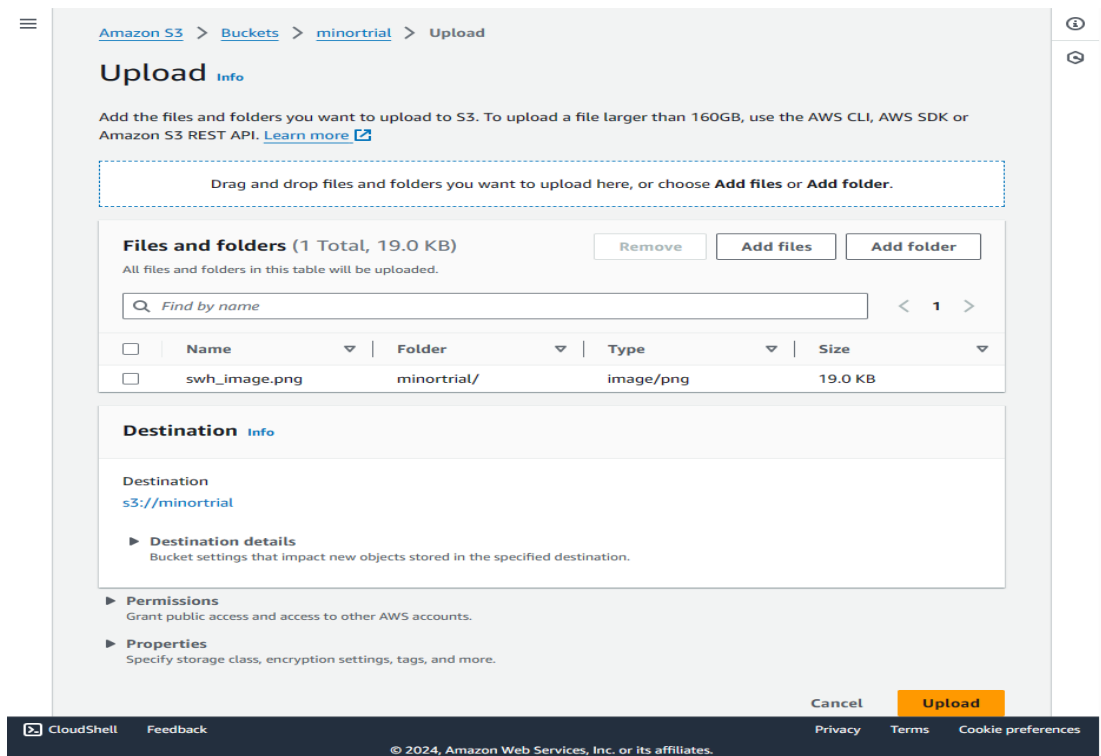 Amazon S3 > Buckets > minortrial > Upload
Upload Info
Add the files and folders you want to upload to S3. To upload a file larger than 160GB, use the AWS CLI, AWS SDK or
Amazon S3 REST API. Learn more
Drag and drop files and folders you want to upload here, or choose Add files or Add folder.
Files and folders (1 Total, 19.0 KB)
Remove
Add files
Add folder
All files and folders in this table will be uploaded.
Find by name
< 1 >
Name Folder Type Size
swh_image.png minortrial/ image/png 19.0 KB
Destination Info
Destination
s3://minortrial
Destination details
Bucket settings that impact new objects stored in the specified destination.
Permissions
Grant public access and access to other AWS accounts.
Properties
Specify storage class, encryption settings, tags, and more.
Cancel Upload
CloudShell Feedback Privacy Terms Cookie preferences
© 2024, Amazon Web Services, Inc. or its affiliates.